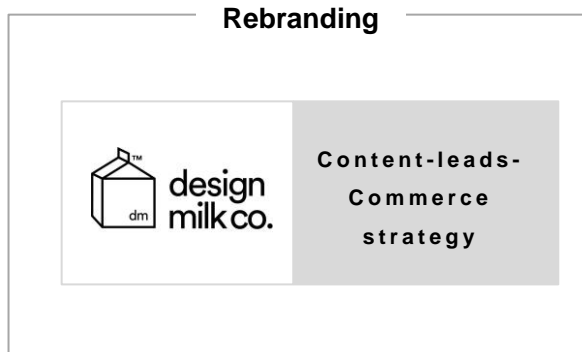 Rebranding
TM
dm
design
milk co.
Content-leads-
Commerce
strategy